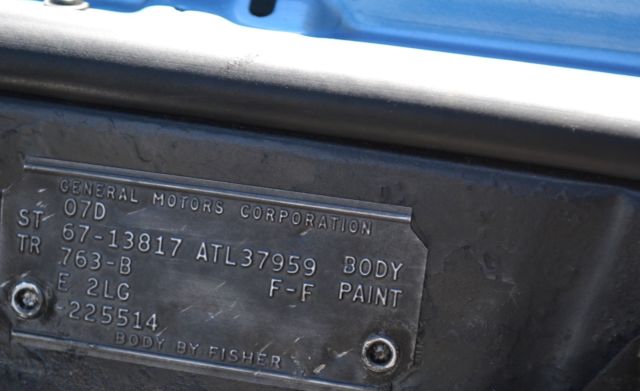 GENERAL MOTORS CORPORATION
07D
ST 67-13817 ATL37959 BODY
TR 763-B F-F PAINT
E 2LG
-225514
BODY BY FISHER